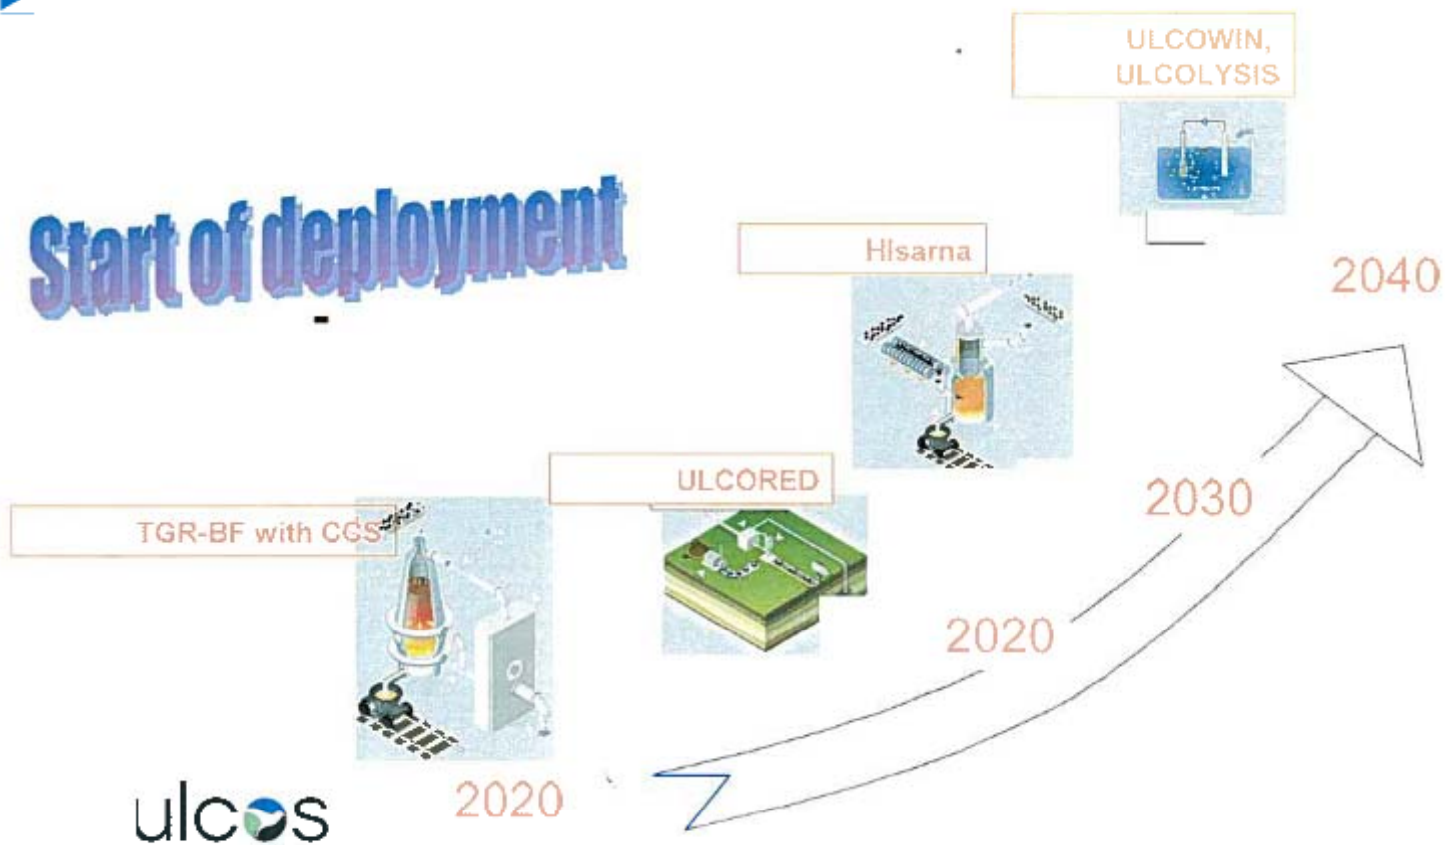 ULCOWIN,
ULCOLYSIS
Start of deployment
HIsarna
2040
ULCORED
2030
TGR-BF with CCS
2020
2020
ulcos